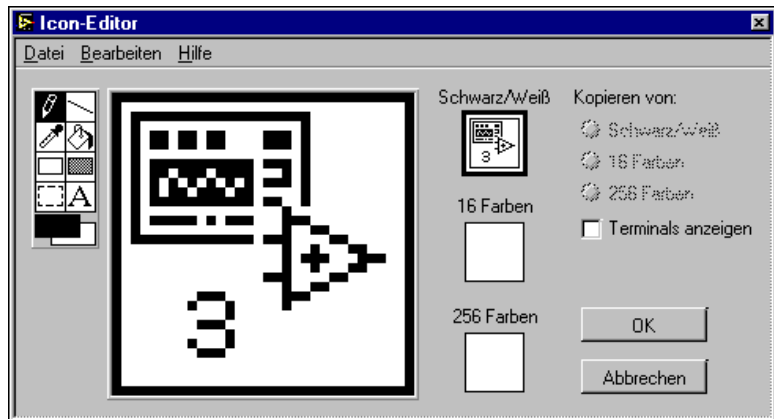 Icon-Editor
Datei Bearbeiten Hilfe
Schwarz/Weiß
3
16 Farben
256 Farben
Kopieren von:
Schwarz/Weiß
16 Farben
256 Farben
Terminals anzeigen
OK
Abbrechen
A
3